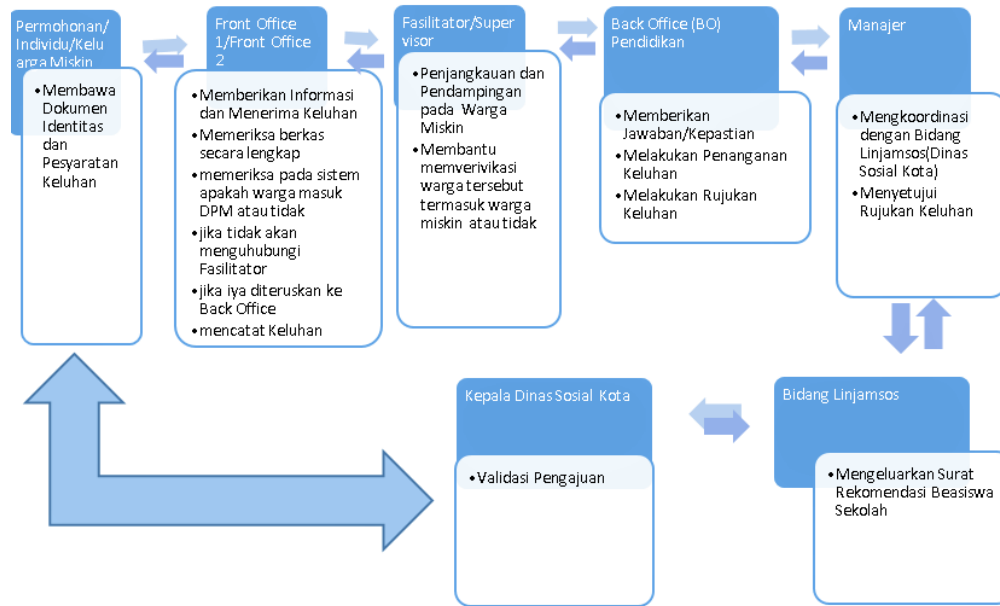 Permohonan/
Individu/Kelu
arga Miskin
•Membawa
Dokumen
Identitas
dan
Pesyaratan
Keluhan
Front Office
1/Front Office
2
•Memberikan Informasi
dan Menerima Keluhan
•Memeriksa berkas
secara lengkap
•memeriksa pada sistem
apakah warga masuk
DPM atau tidak
•jika tidak akan
menguhubungi
Fasilitator
•jika iya diteruskan ke
Back Office
•mencatat Keluhan
Fasilitator/Super
visor
•Penjangkauan dan
Pendampingan
pada Warga
Miskin
•Membantu
memverivikasi
warga tersebut
termasuk warga
miskin atau tidak
Back Office (BO)
Pendidikan
•Memberikan
Jawaban/Kepastian
•Melakukan Penanganan
Keluhan
•Melakukan Rujukan
Keluhan
Manajer
•Mengkoordinasi
dengan Bidang
Linjamsos(Dinas
Sosial Kota)
•Menyetujui
Rujukan Keluhan
Kepala Dinas Sosial Kota
•Validasi Pengajuan
Bidang Linjamsos
•Mengeluarkan Surat
Rekomendasi Beasiswa
Sekolah